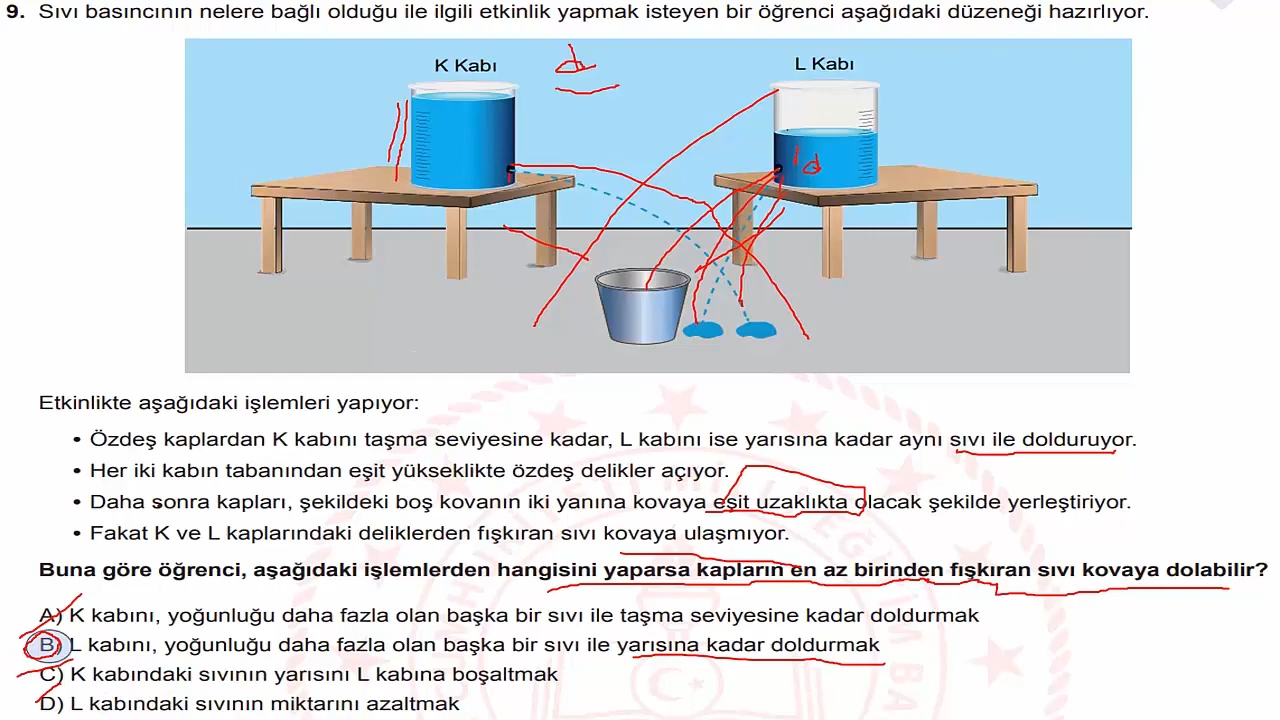 9. Sıvı basıncının nelere bağlı olduğu ile ilgili etkinlik yapmak isteyen bir öğrenci aşağıdaki düzeneği hazırlıyor.
K Kabı
d
L Kabı
d
Etkinlikte aşağıdaki işlemleri yapıyor:
• Özdeş kaplardan K kabını taşma seviyesine kadar, L kabını ise yarısına kadar aynı sıvı ile dolduruyor.
• Her iki kabın tabanından eşit yükseklikte özdeş delikler açıyor.
• Daha sonra kapları, şekildeki boş kovanın iki yanına kovaya eşit uzaklıkta olacak şekilde yerleştiriyor.
• Fakat K ve L kaplarındaki deliklerden fışkıran sıvı kovaya ulaşmıyor.
Buna göre öğrenci, aşağıdaki işlemlerden hangisini yaparsa kapların en az birinden fışkıran sıvı kovaya dolabilir?
A) K kabını, yoğunluğu daha fazla olan başka bir sıvı ile taşma seviyesine kadar doldurmak
B) L kabını, yoğunluğu daha fazla olan başka bir sıvı ile yarısına kadar doldurmak
C) K kabındaki sıvının yarısını L kabına boşaltmak
D) L kabındaki sıvının miktarını azaltmak